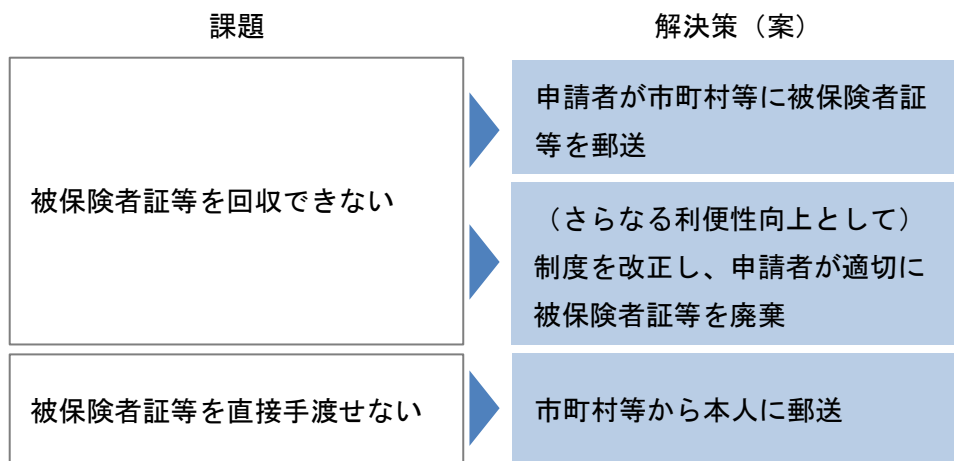 課題
解決策（案）
被保険者証等を回収できない
申請者が市町村等に被保険者証
等を郵送
（さらなる利便性向上として）
制度を改正し、申請者が適切に
被保険者証等を廃棄
被保険者証等を直接手渡せない
市町村等から本人に郵送